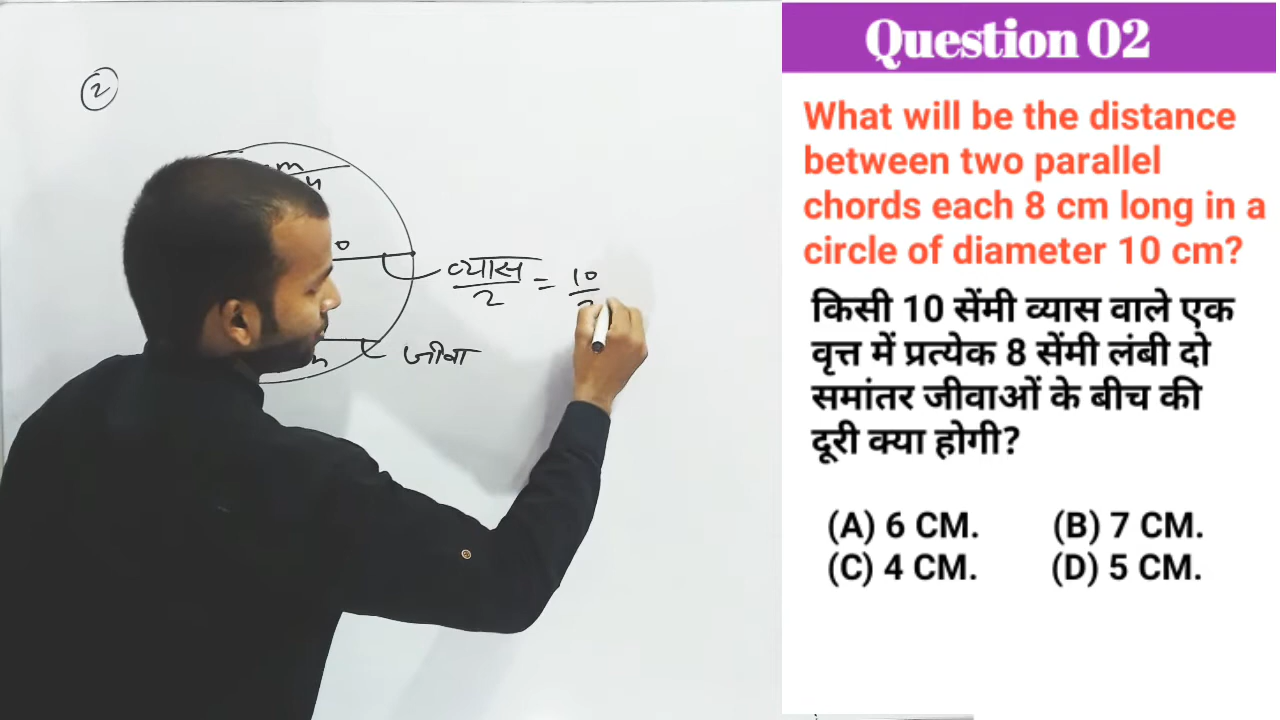 Question 02
What will be the distance
between two parallel
chords each 8 cm long in a
circle of diameter 10 cm?
किसी 10 सेंमी व्यास वाले एक
वृत्त में प्रत्येक 8 सेंमी लंबी दो
समांतर जीवाओं के बीच की
दूरी क्या होगी?
(A) 6 CM. (B) 7 CM.
(C) 4 CM. (D) 5 CM.
2
व्यास/2 = 10/2
जीवा